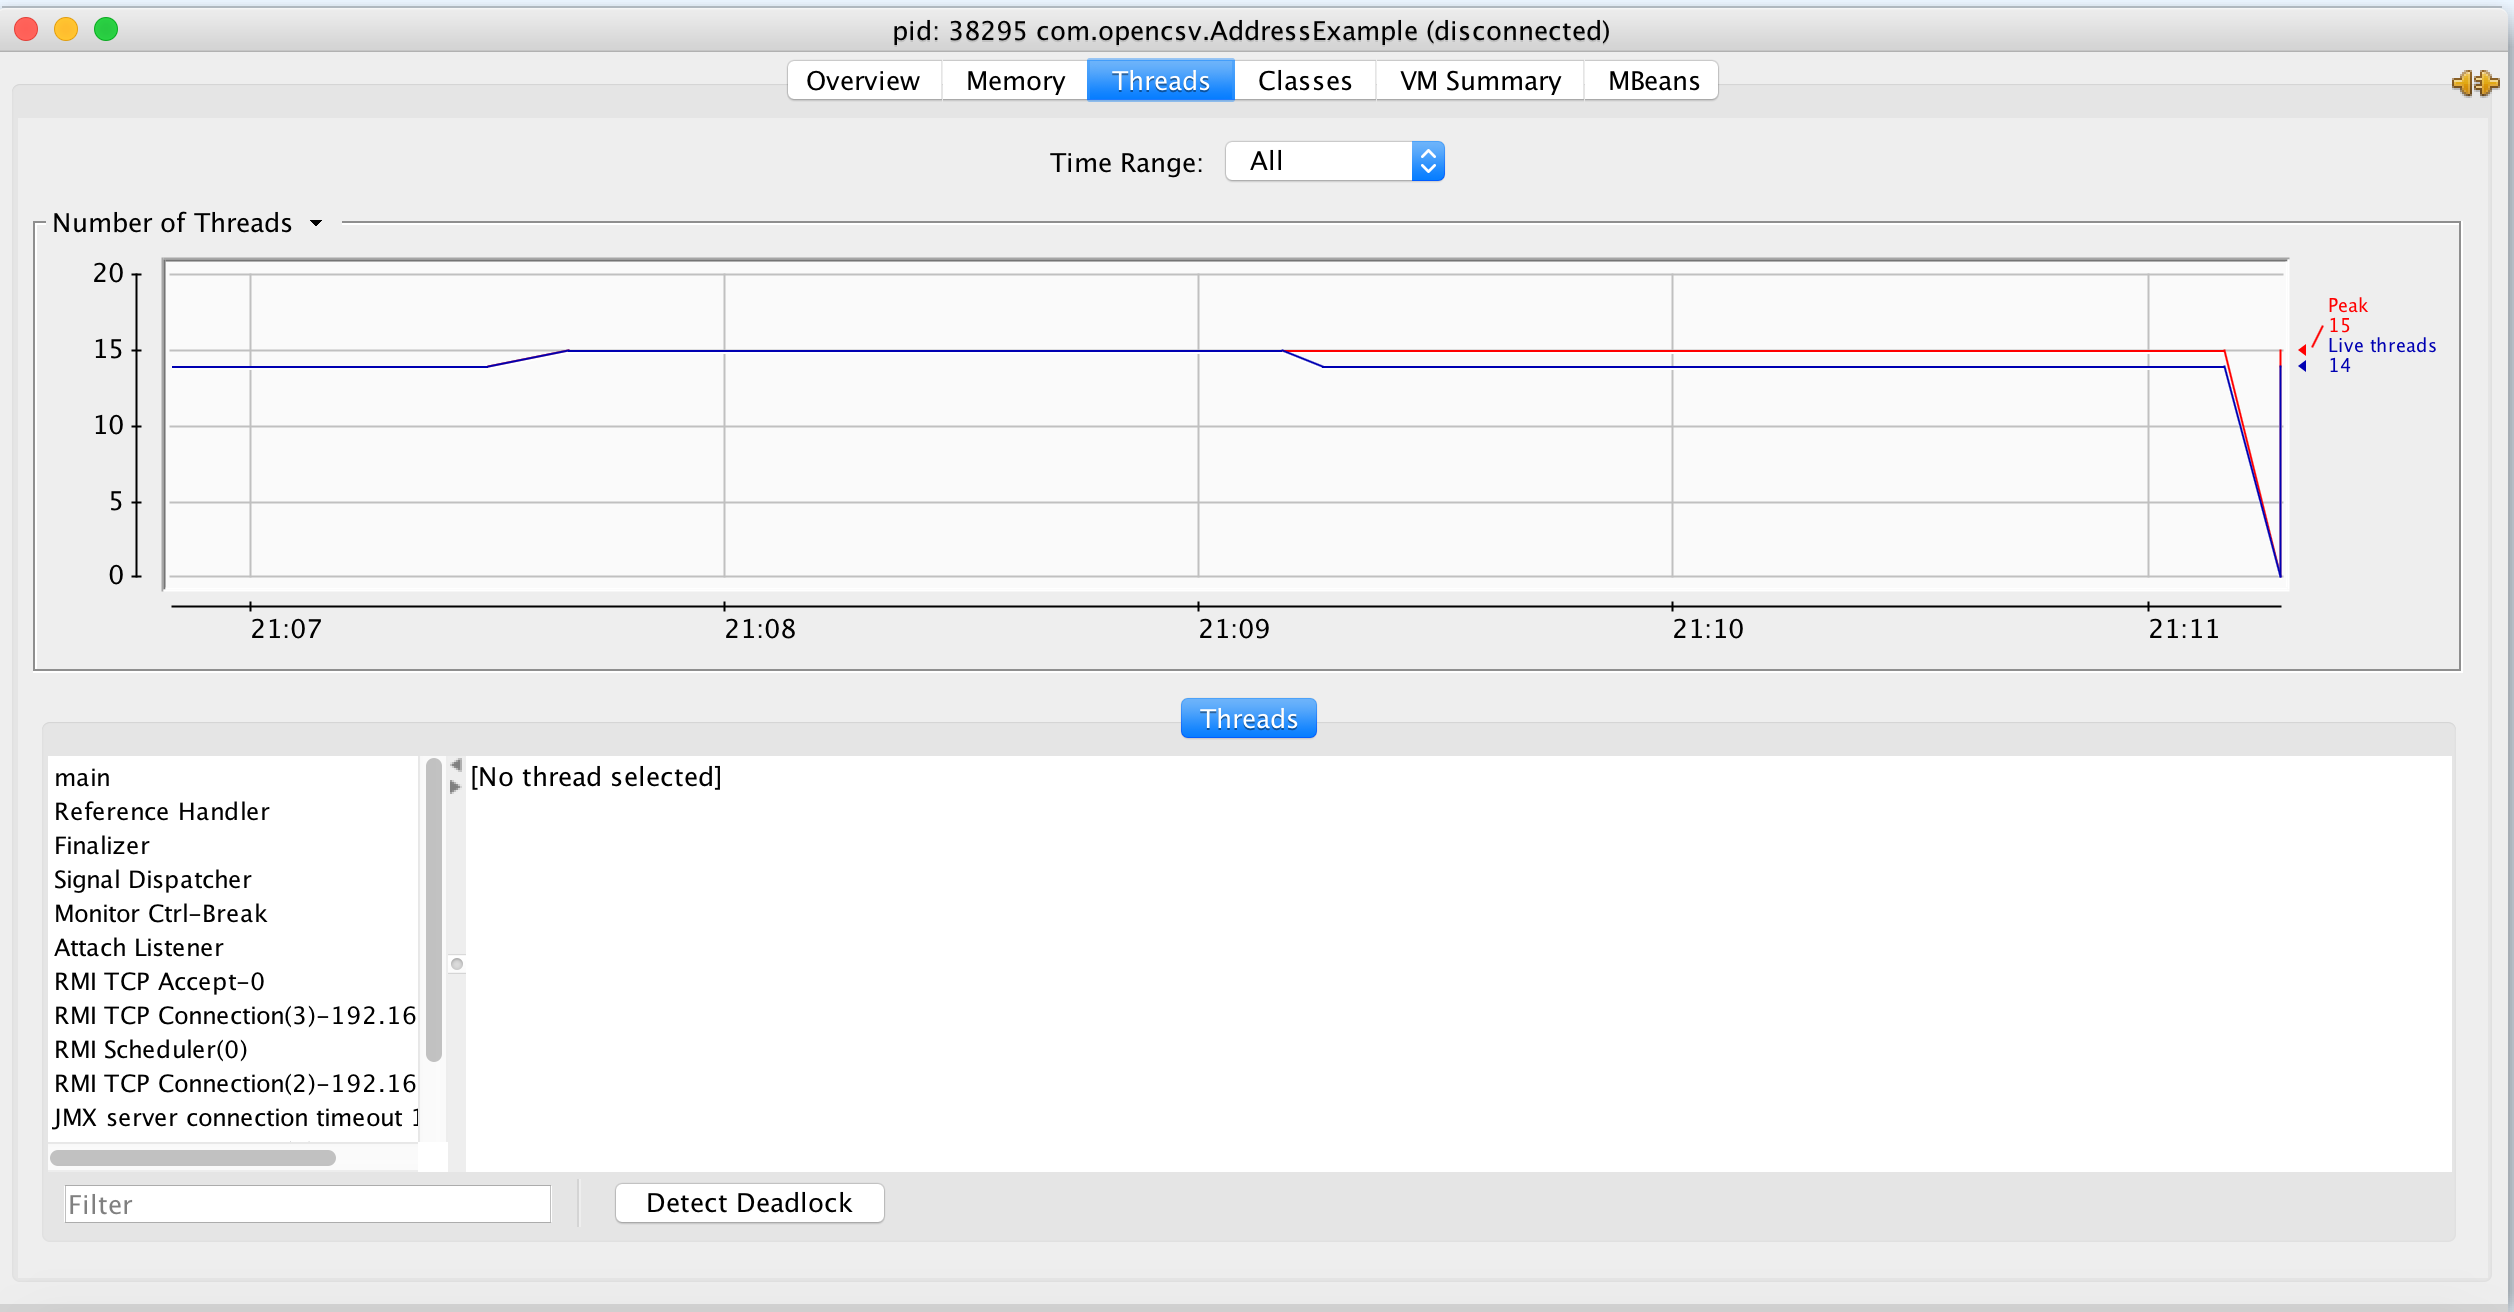 pid: 38295 com.opencsv.AddressExample (disconnected)
Overview Memory Threads Classes VM Summary MBeans
Time Range: All
Number of Threads
20
15
10
5
0
Peak
15
Live threads
14
21:07 21:08 21:09 21:10 21:11
Threads
main
Reference Handler
Finalizer
Signal Dispatcher
Monitor Ctrl-Break
Attach Listener
RMI TCP Accept-0
RMI TCP Connection(3)-192.16
RMI Scheduler(0)
RMI TCP Connection(2)-192.16
JMX server connection timeout 1
[No thread selected]
Filter
Detect Deadlock